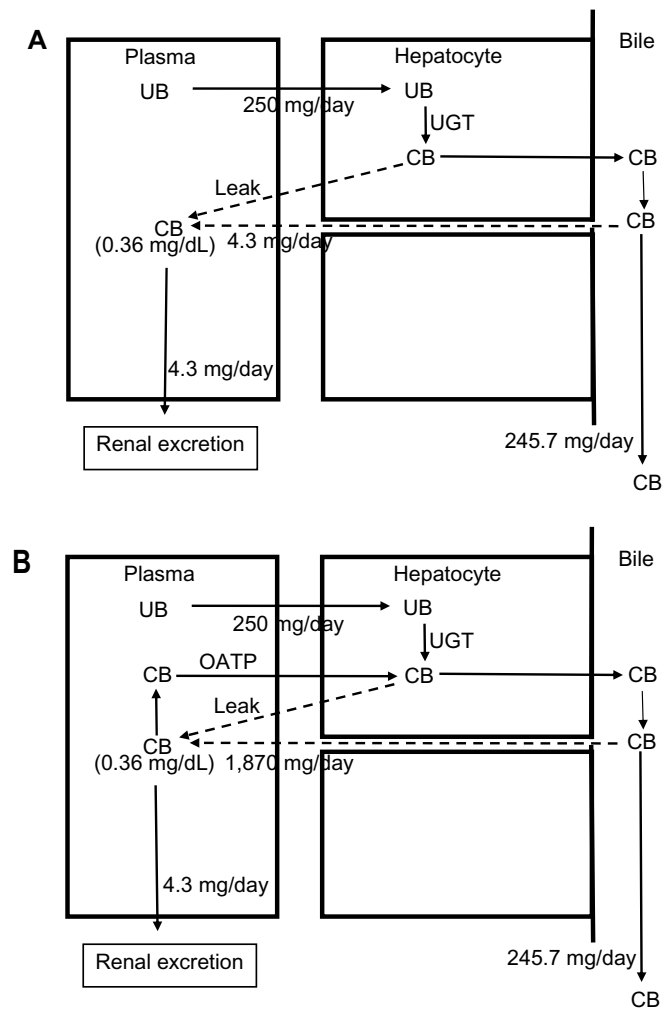 A
Plasma
Hepatocyte
Bile
UB
250 mg/day
UB
UGT
CB
CB
Leak
CB
(0.36 mg/dL)
4.3 mg/day
CB
4.3 mg/day
Renal excretion
245.7 mg/day
CB
B
Plasma
Hepatocyte
Bile
UB
250 mg/day
UB
UGT
CB
OATP
CB
CB
Leak
CB
(0.36 mg/dL)
1,870 mg/day
CB
4.3 mg/day
Renal excretion
245.7 mg/day
CB